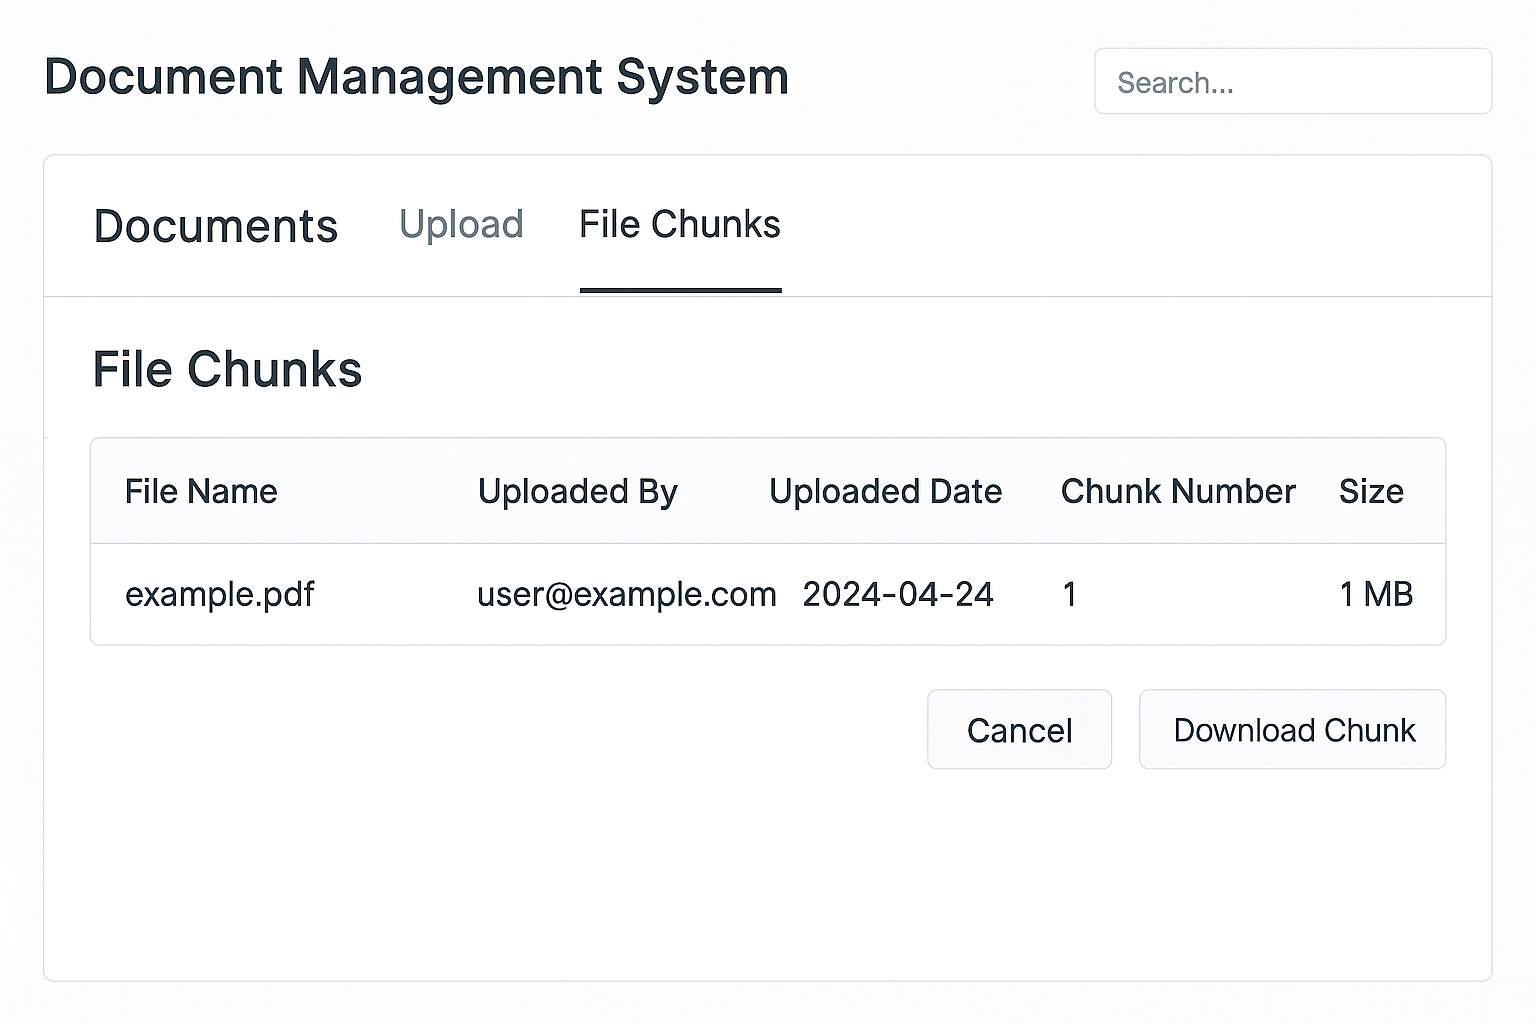 Document Management System
Search...
Documents Upload File Chunks
File Chunks
File Name Uploaded By Uploaded Date Chunk Number Size
example.pdf user@example.com 2024-04-24 1 1 MB
Cancel Download Chunk